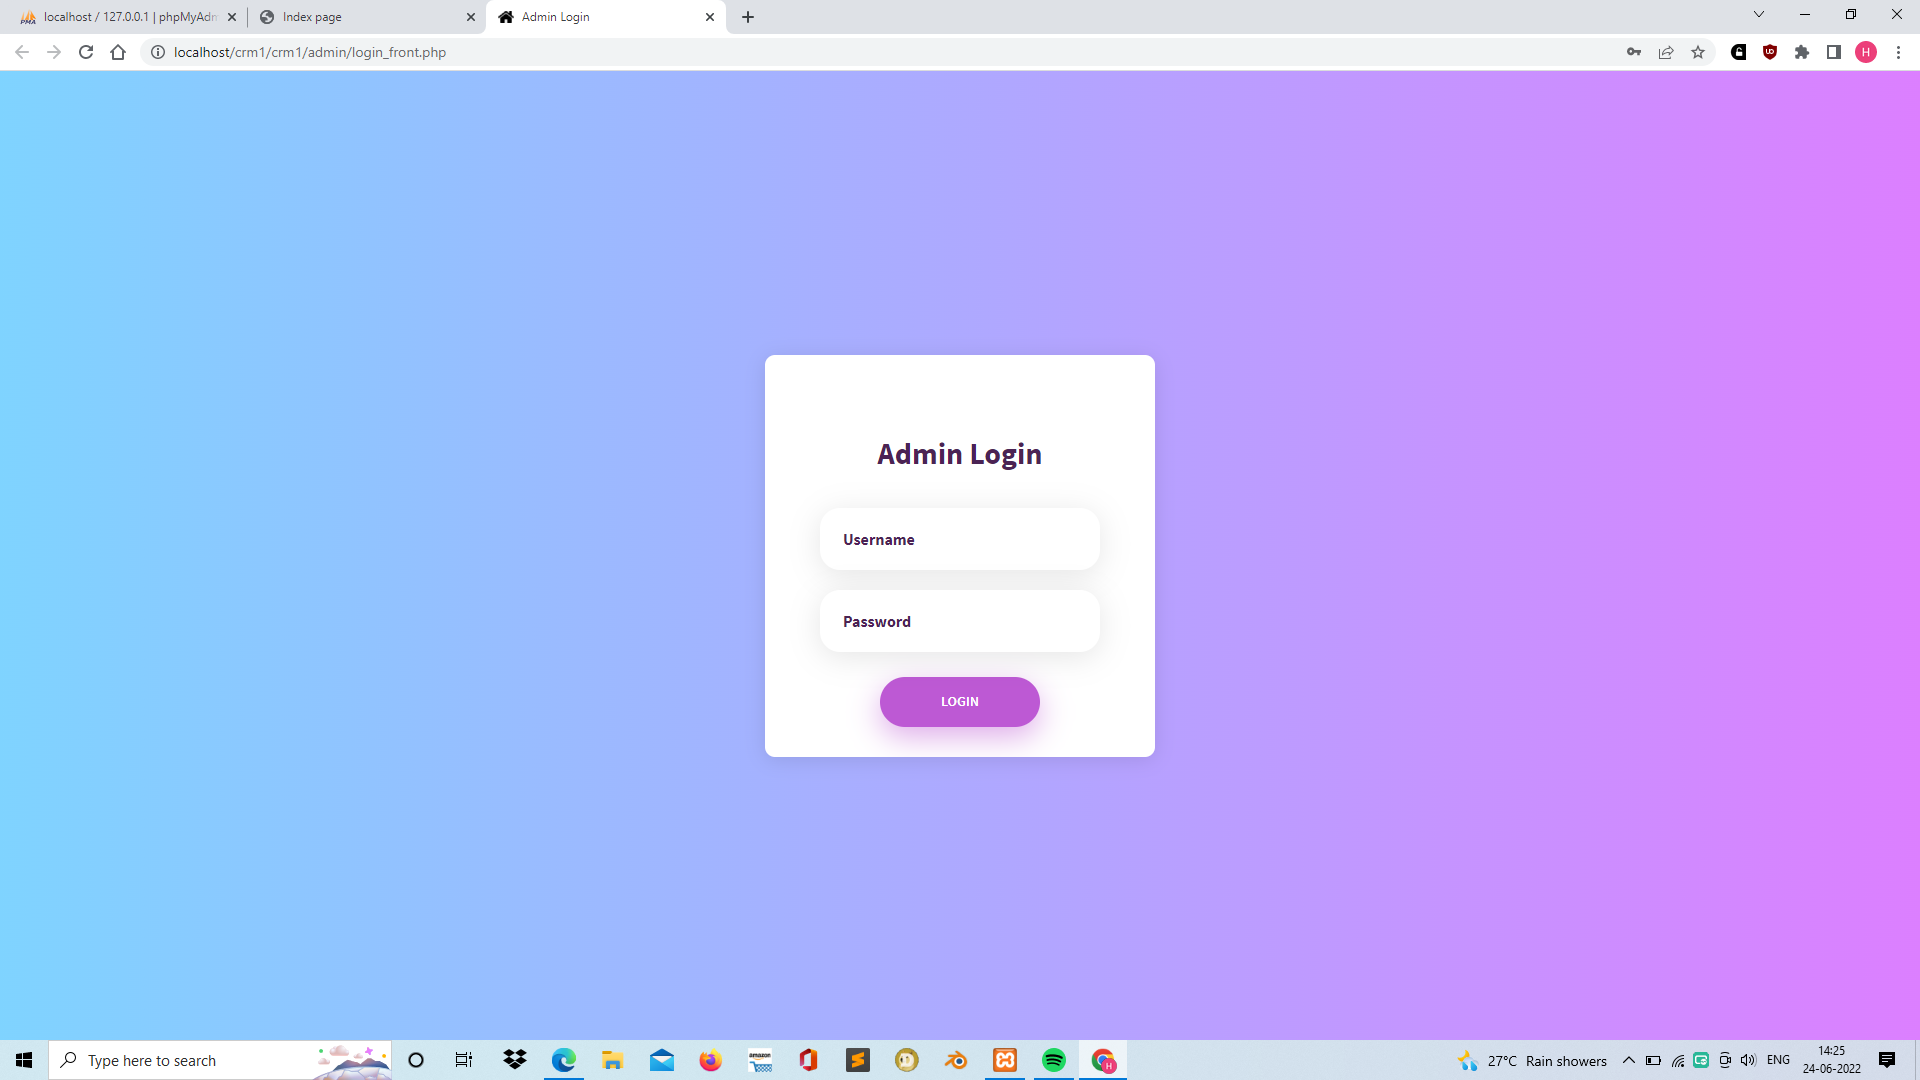 localhost / 127.0.0.1 | phpMyAdm
Index page
Admin Login
localhost/crm1/crm1/admin/login_front.php
H
Admin Login
Username
Password
LOGIN
Type here to search
amazon
H
27°C Rain showers
ENG
14:25
24-06-2022